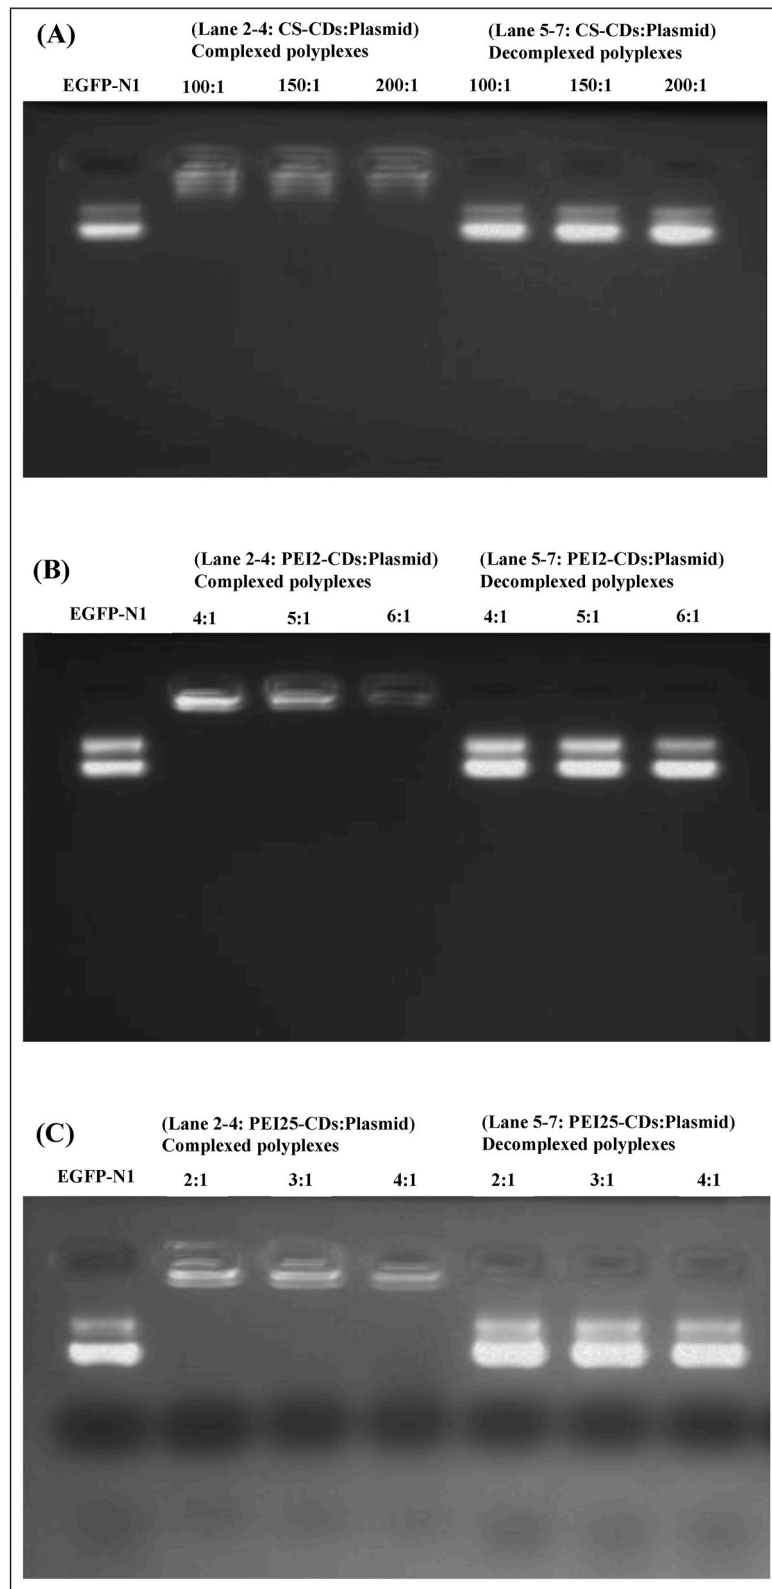 (A)
(Lane 2-4: CS-CDs:Plasmid)
Complexed polyplexes
(Lane 5-7: CS-CDs:Plasmid)
Decomplexed polyplexes
EGFP-N1 100:1 150:1 200:1 100:1 150:1 200:1
(B)
(Lane 2-4: PEI2-CDs:Plasmid)
Complexed polyplexes
(Lane 5-7: PEI2-CDs:Plasmid)
Decomplexed polyplexes
EGFP-N1 4:1 5:1 6:1 4:1 5:1 6:1
(C)
(Lane 2-4: PEI25-CDs:Plasmid)
Complexed polyplexes
(Lane 5-7: PEI25-CDs:Plasmid)
Decomplexed polyplexes
EGFP-N1 2:1 3:1 4:1 2:1 3:1 4:1